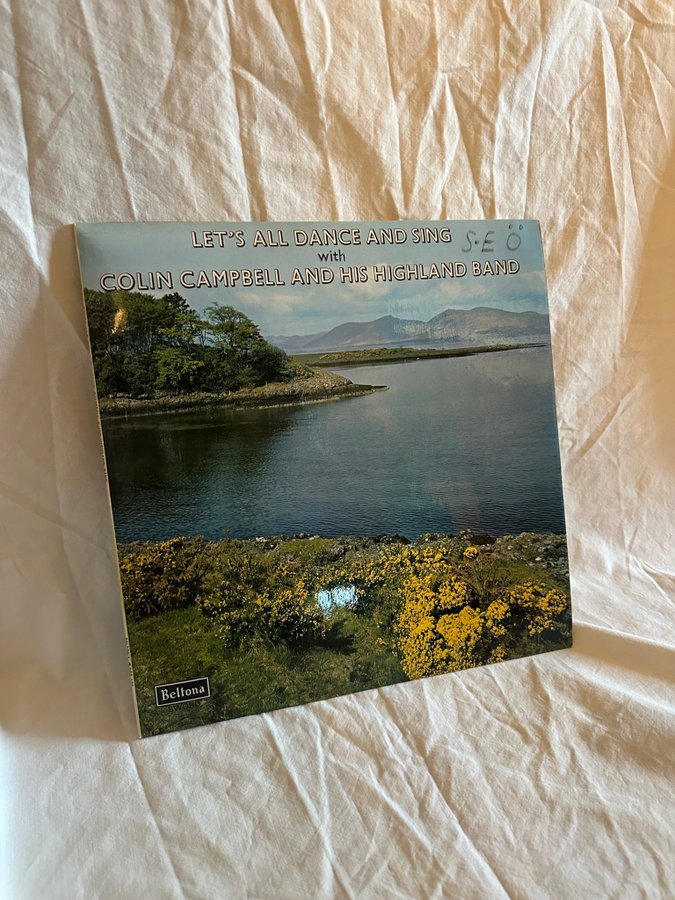 LET'S ALL DANCE AND SING
S·E Ö
with
COLIN CAMPBELL AND HIS HIGHLAND BAND
Beltona